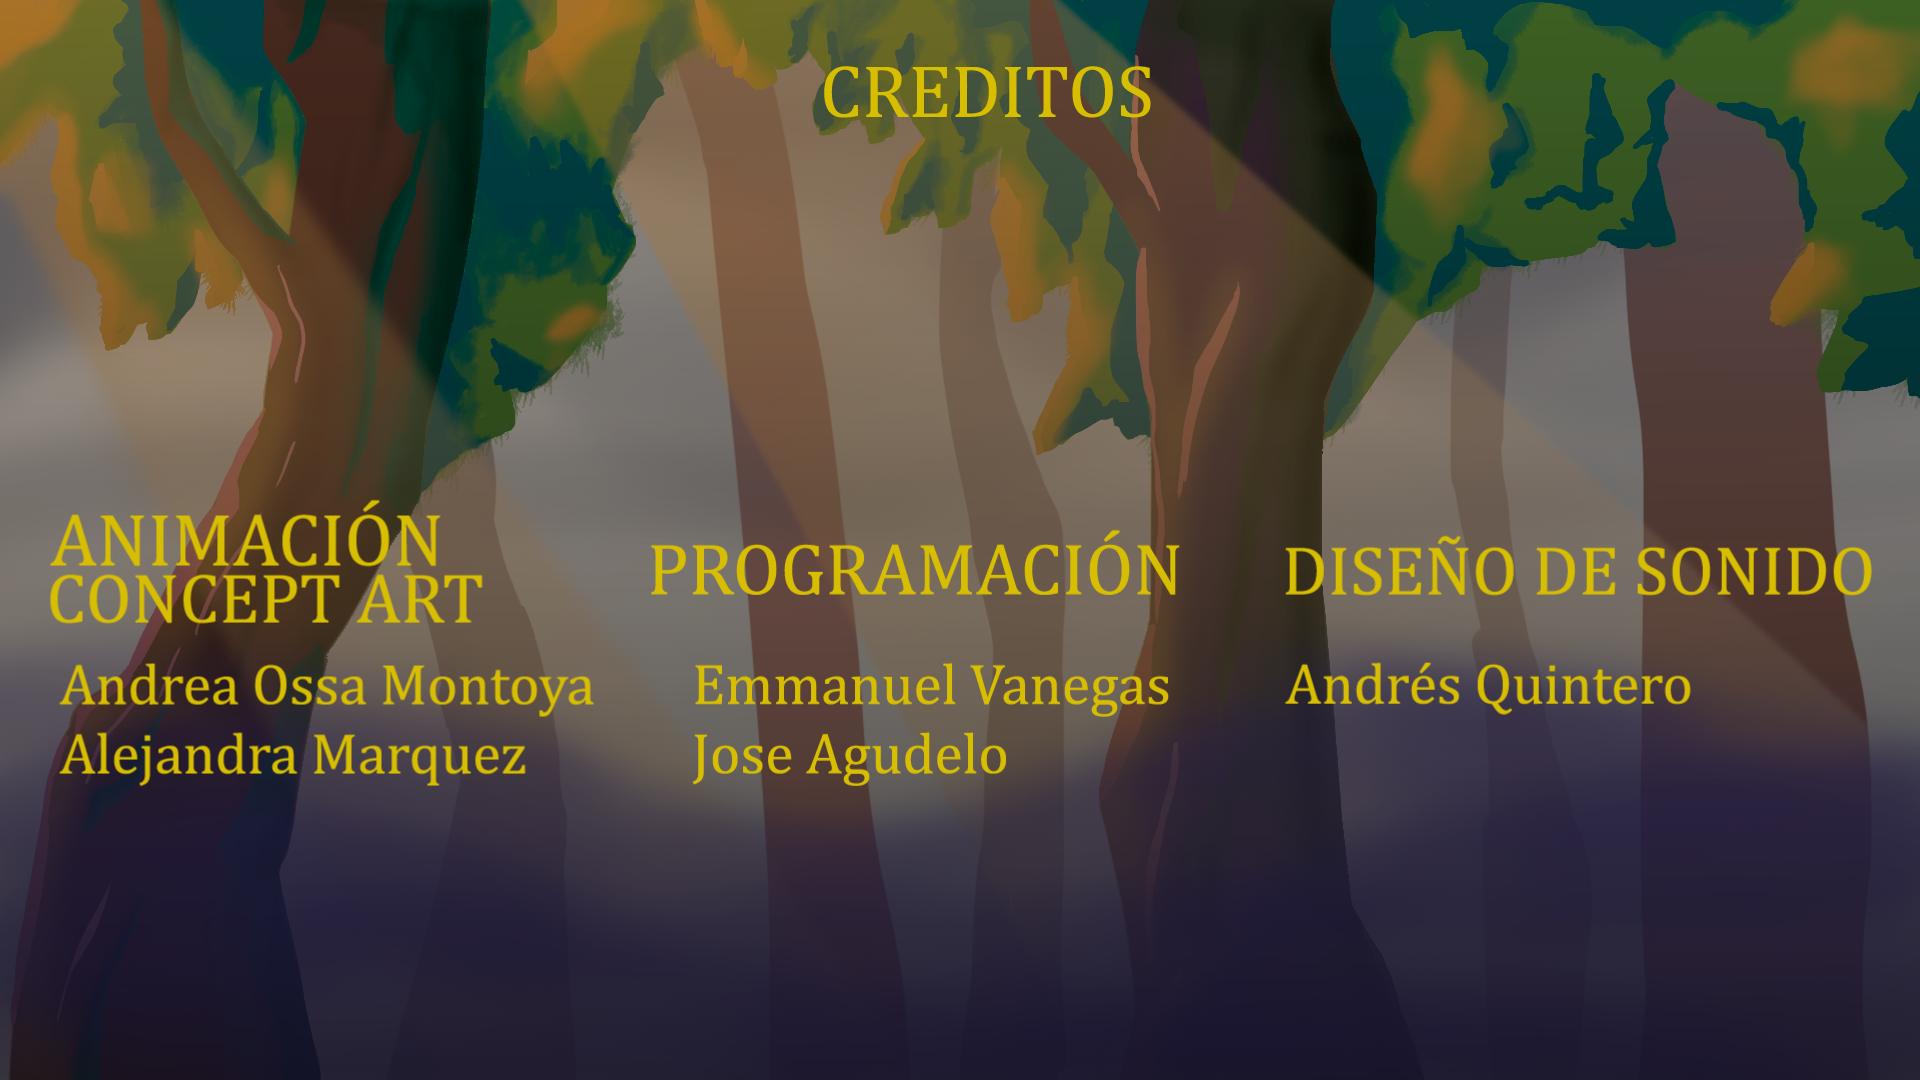 CREDITOS
ANIMACIÓN
CONCEPT ART
Andrea Ossa Montoya
Alejandra Marquez
PROGRAMACIÓN
Emmanuel Vanegas
Jose Agudelo
DISEÑO DE SONIDO
Andrés Quintero